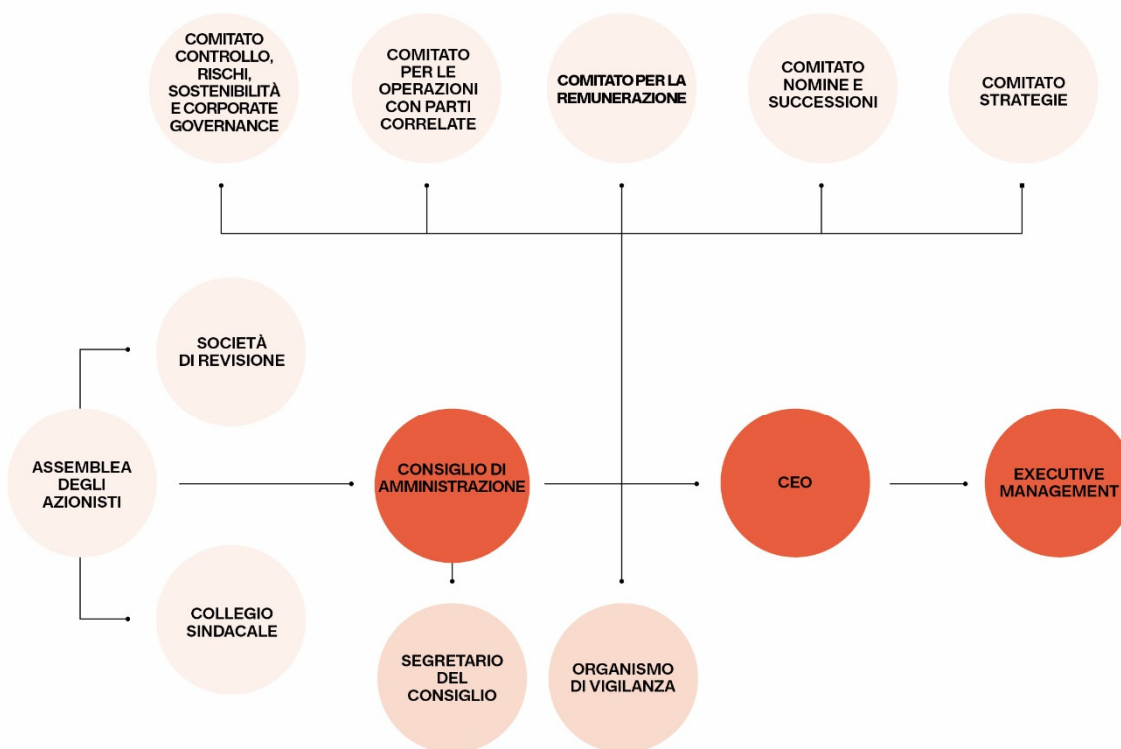 COMITATO
CONTROLLO,
RISCHI,
SOSTENIBILITÀ
E CORPORATE
GOVERNANCE
COMITATO
PER LE
OPERAZIONI
CON PARTI
CORRELATE
COMITATO PER LA
REMUNERAZIONE
COMITATO
NOMINE E
SUCCESSIONI
COMITATO
STRATEGIE
SOCIETÀ
DI REVISIONE
ASSEMBLEA
DEGLI
AZIONISTI
CONSIGLIO DI
AMMINISTRAZIONE
CEO
EXECUTIVE
MANAGEMENT
COLLEGIO
SINDACALE
SEGRETARIO
DEL
CONSIGLIO
ORGANISMO
DI VIGILANZA